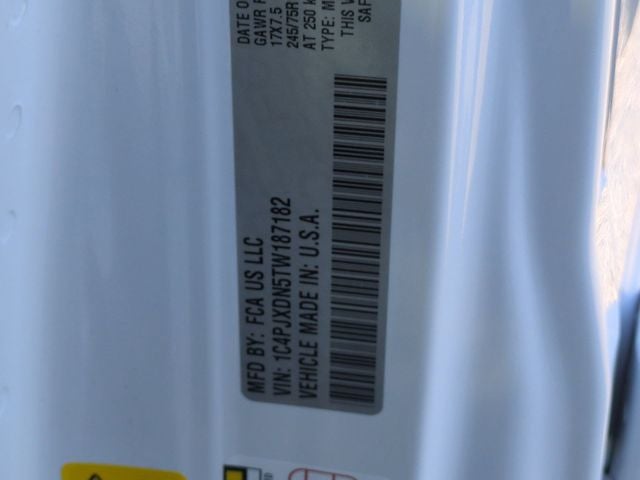 MFD BY: FCA US LLC
VIN: 1C4PJXDN5TW187182
VEHICLE MADE IN: U.S.A.
DATE O
GAWR
17X7.5
245/75R
AT 250
TYPE: M
THIS
SAF